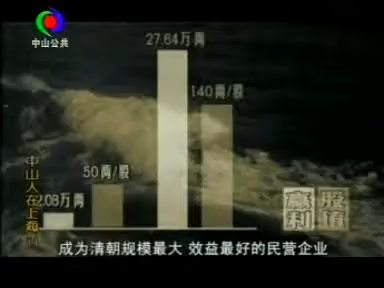 中山公共
27.64万两
140两/股
50两/股
2.08万两
中山人在上海
赢利
股值
成为清朝规模最大 效益最好的民营企业